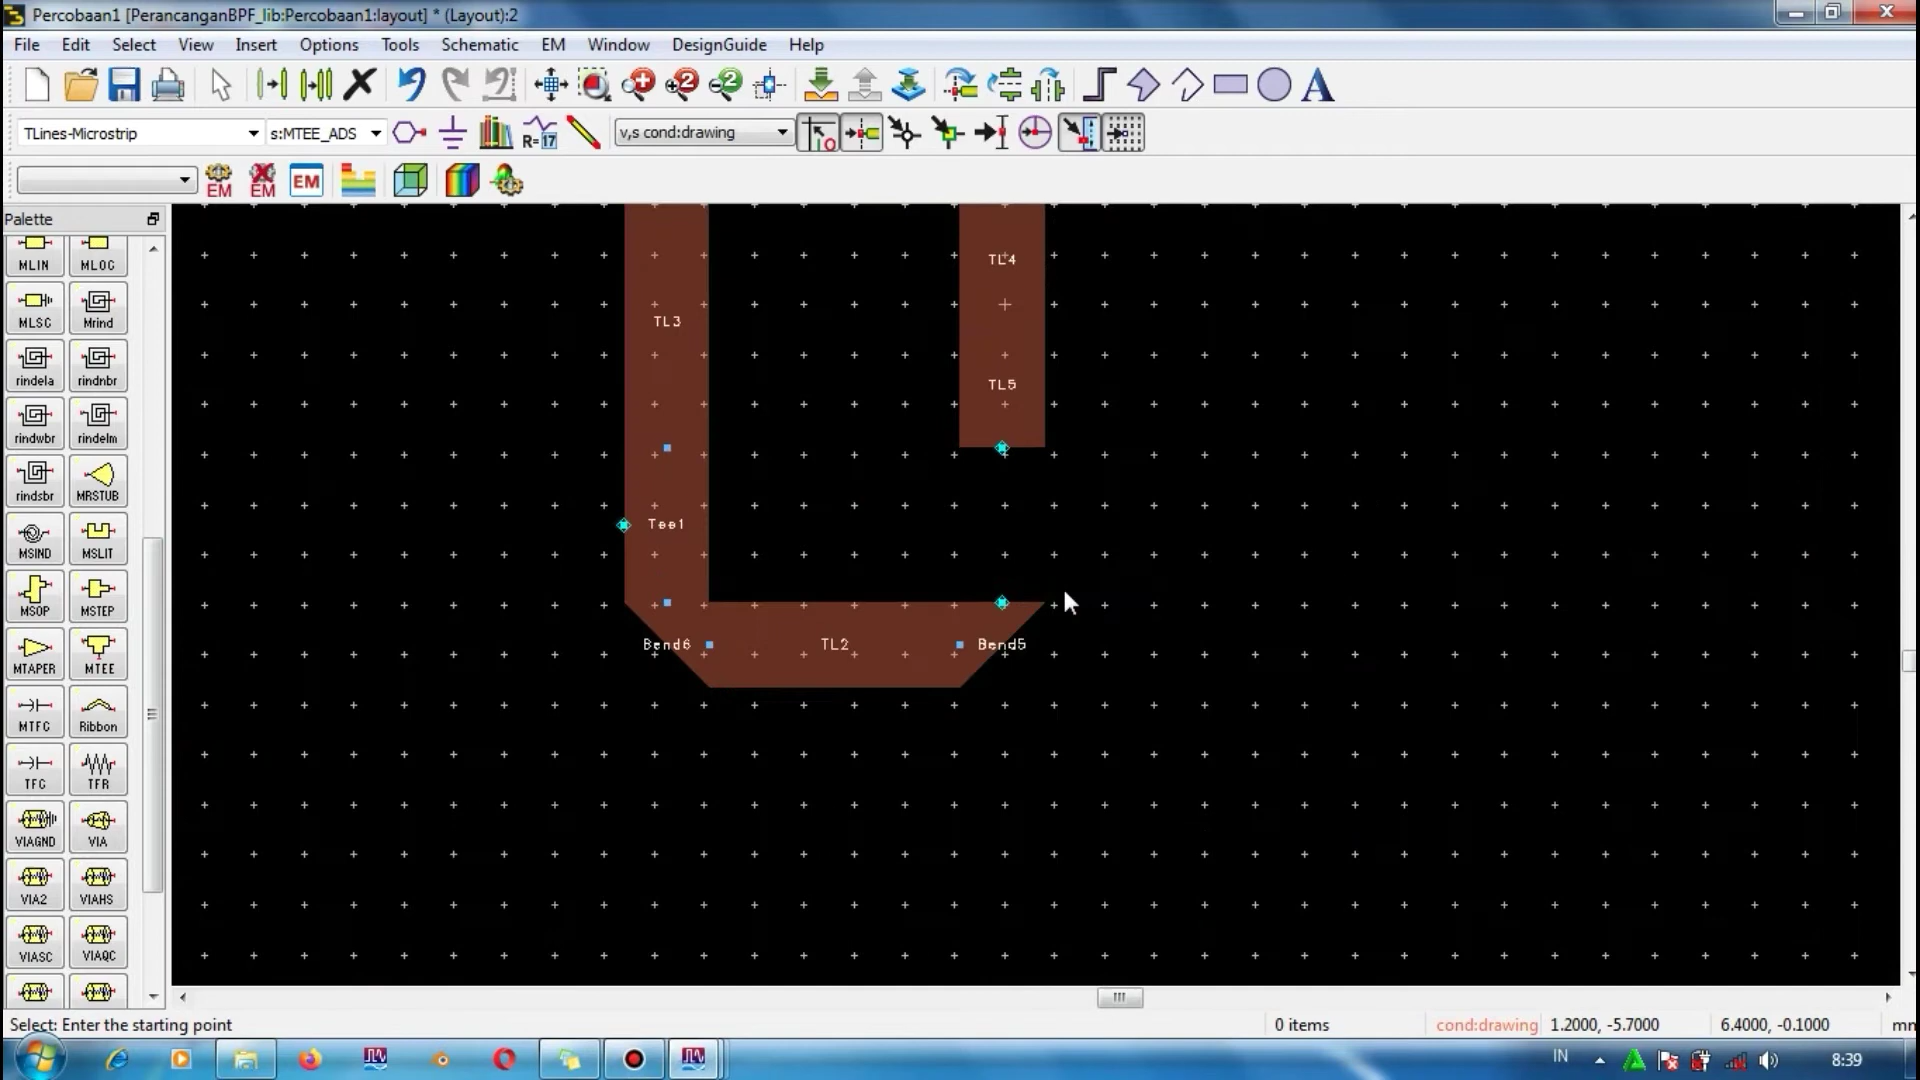 Percobaan1 [PerancanganBPF_lib:Percobaan1:layout] * (Layout):2
File Edit Select View Insert Options Tools Schematic EM Window DesignGuide Help
TLines-Microstrip s:MTEE_ADS R=17 v,s cond:drawing
EM EM EM
Palette
MLIN MLOC
MLSC Mrind
rindela rindnbr
rindwbr rindelm
rindsbr MRSTUB
MSIND MSLIT
MSOP MSTEP
MTAPER MTEE
MTFC Ribbon
TFC TFR
VIAGND VIA
VIA2 VIAHS
VIASC VIAQC
TL4
TL3
TL5
Tee1
Bend6 TL2 Bend5
Select: Enter the starting point 0 items cond:drawing 1.2000, -5.7000 6.4000, -0.1000 mm
IN 8:39